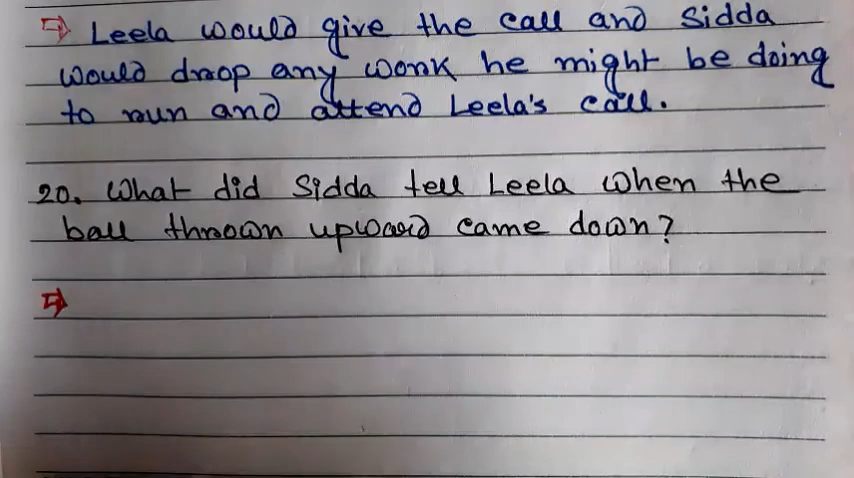 ⇒ Leela would give the call and Sidda
would drop any work he might be doing
to run and attend Leela's call.
20. What did Sidda tell Leela when the
ball thrown upward came down?
⇒